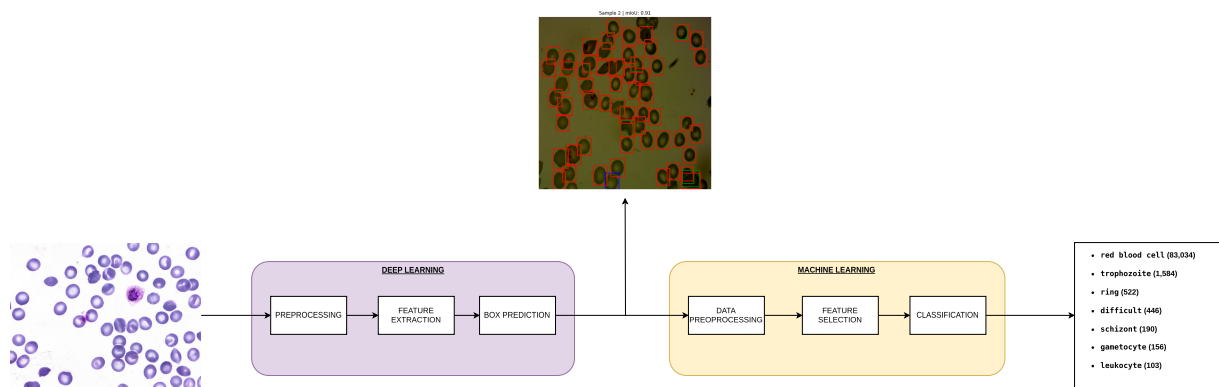 Sample 2 | mIoU: 0.91
DEEP LEARNING
PREPROCESSING
FEATURE
EXTRACTION
BOX PREDICTION
MACHINE LEARNING
DATA
PREOPROCESSING
FEATURE
SELECTION
CLASSIFICATION
• red blood cell (83,034)
• trophozoite (1,584)
• ring (522)
• difficult (446)
• schizont (190)
• gametocyte (156)
• leukocyte (103)